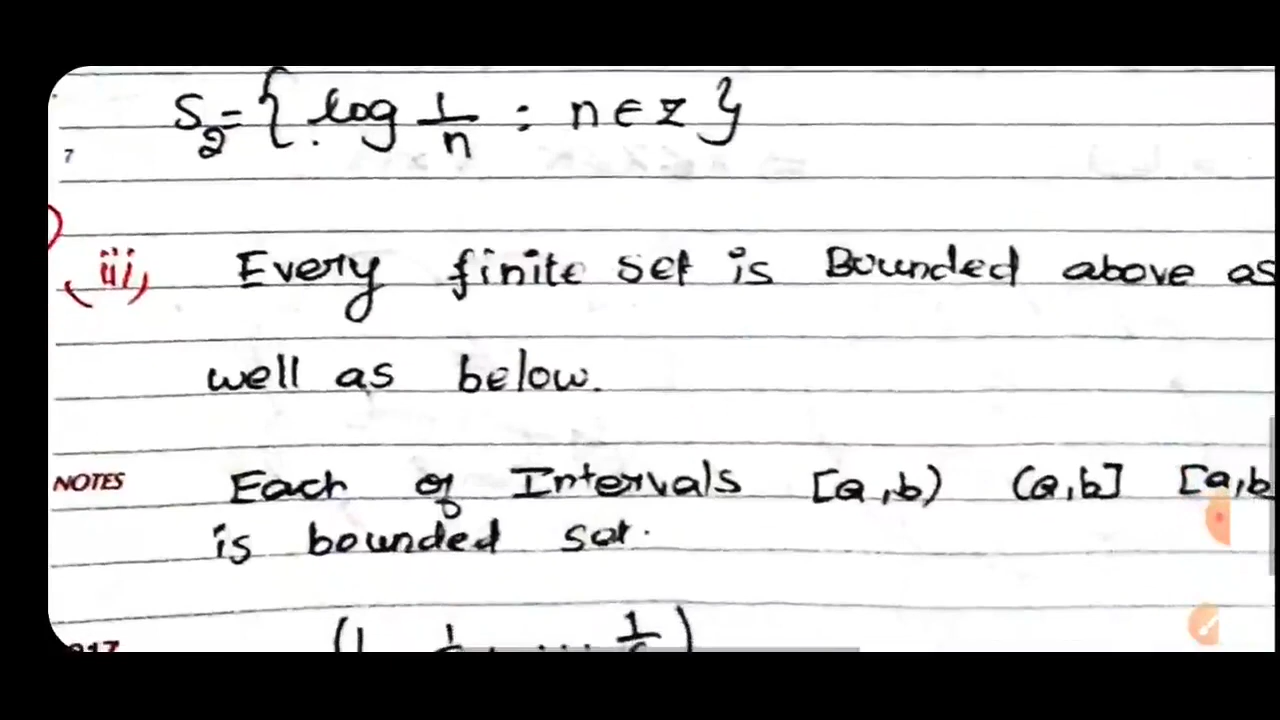 S₂ = { log 1/n : n ∈ z }
7
iii) Every finite set is Bounded above as
well as below.
NOTES Each of Intervals [a,b) (a,b] [a,b
is bounded set.